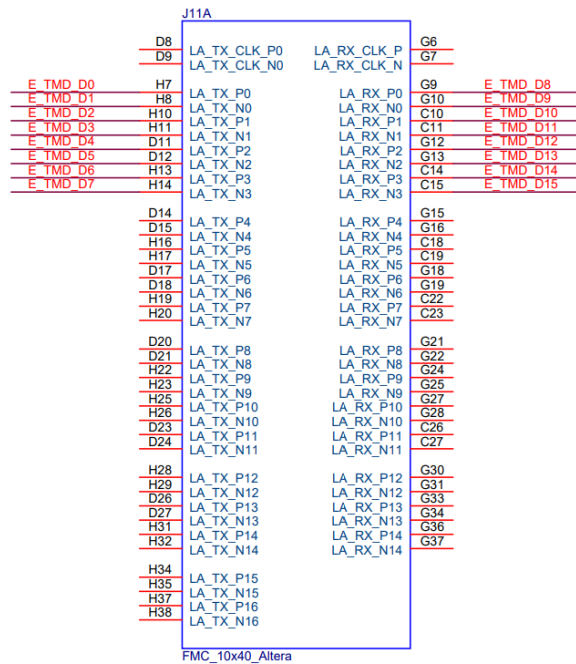 J11A
D8 LA_TX_CLK_P0 LA_RX_CLK_P G6
D9 LA_TX_CLK_N0 LA_RX_CLK_N G7
E_TMD_D0 H7 LA_TX_P0 LA_RX_P0 G9 E_TMD_D8
E_TMD_D1 H8 LA_TX_N0 LA_RX_N0 G10 E_TMD_D9
E_TMD_D2 H10 LA_TX_P1 LA_RX_P1 C10 E_TMD_D10
E_TMD_D3 H11 LA_TX_N1 LA_RX_N1 C11 E_TMD_D11
E_TMD_D4 D11 LA_TX_P2 LA_RX_P2 G12 E_TMD_D12
E_TMD_D5 D12 LA_TX_N2 LA_RX_N2 G13 E_TMD_D13
E_TMD_D6 H13 LA_TX_P3 LA_RX_P3 C14 E_TMD_D14
E_TMD_D7 H14 LA_TX_N3 LA_RX_N3 C15 E_TMD_D15
D14 LA_TX_P4 LA_RX_P4 G15
D15 LA_TX_N4 LA_RX_N4 G16
H16 LA_TX_P5 LA_RX_P5 C18
H17 LA_TX_N5 LA_RX_N5 C19
D17 LA_TX_P6 LA_RX_P6 G18
D18 LA_TX_N6 LA_RX_N6 G19
H19 LA_TX_P7 LA_RX_P7 C22
H20 LA_TX_N7 LA_RX_N7 C23
D20 LA_TX_P8 LA_RX_P8 G21
D21 LA_TX_N8 LA_RX_N8 G22
H22 LA_TX_P9 LA_RX_P9 G24
H23 LA_TX_N9 LA_RX_N9 G25
H25 LA_TX_P10 LA_RX_P10 G27
H26 LA_TX_N10 LA_RX_N10 G28
D23 LA_TX_P11 LA_RX_P11 C26
D24 LA_TX_N11 LA_RX_N11 C27
H28 LA_TX_P12 LA_RX_P12 G30
H29 LA_TX_N12 LA_RX_N12 G31
D26 LA_TX_P13 LA_RX_P13 G33
D27 LA_TX_N13 LA_RX_N13 G34
H31 LA_TX_P14 LA_RX_P14 G36
H32 LA_TX_N14 LA_RX_N14 G37
H34 LA_TX_P15
H35 LA_TX_N15
H37 LA_TX_P16
H38 LA_TX_N16
FMC_10x40_Altera